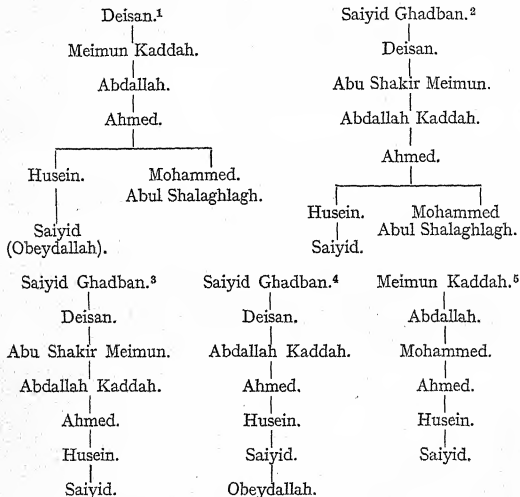 Deisan.¹
Meimun Kaddah.
Abdallah.
Ahmed.
Husein. Mohammed.
Abul Shalaghlagh.
Saiyid
(Obeydallah).
Saiyid Ghadban.²
Deisan.
Abu Shakir Meimun.
Abdallah Kaddah.
Ahmed.
Husein. Mohammed
Abul Shalaghlagh.
Saiyid.
Saiyid Ghadban.³
Deisan.
Abu Shakir Meimun.
Abdallah Kaddah.
Ahmed.
Husein.
Saiyid.
Saiyid Ghadban.⁴
Deisan.
Abdallah Kaddah.
Ahmed.
Husein.
Saiyid.
Obeydallah.
Meimun Kaddah.⁵
Abdallah.
Mohammed.
Ahmed.
Husein.
Saiyid.